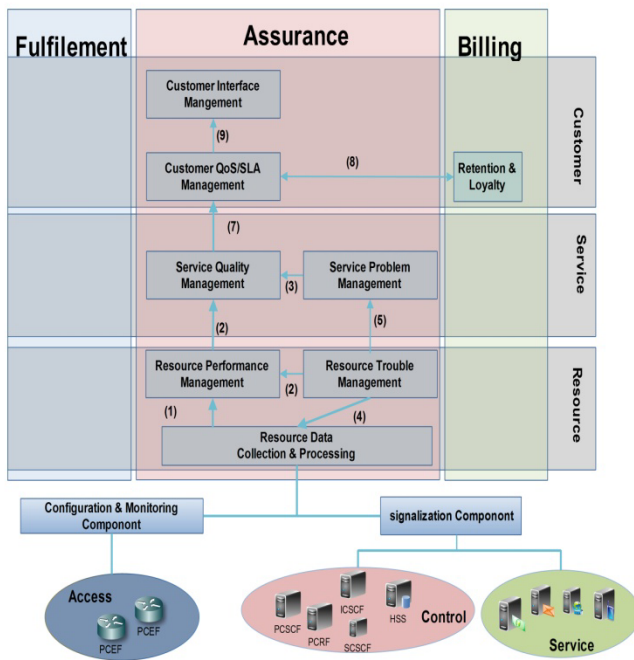 Fulfilement
Assurance
Billing
Customer Interface
Mangement
(9)
Customer QoS/SLA
Management
(8)
Retention &
Loyalty
Customer
(7)
Service Quality
Management
(3)
Service Problem
Management
Service
(2)
(5)
Resource Performance
Management
(2)
Resource Trouble
Management
Resource
(1)
(4)
Resource Data
Collection & Processing
Configuration & Monitoring
Componont
signalization Componont
Access
PCEF
PCEF
PCSCF
PCRF
ICSCF
SCSCF
HSS
Control
Service